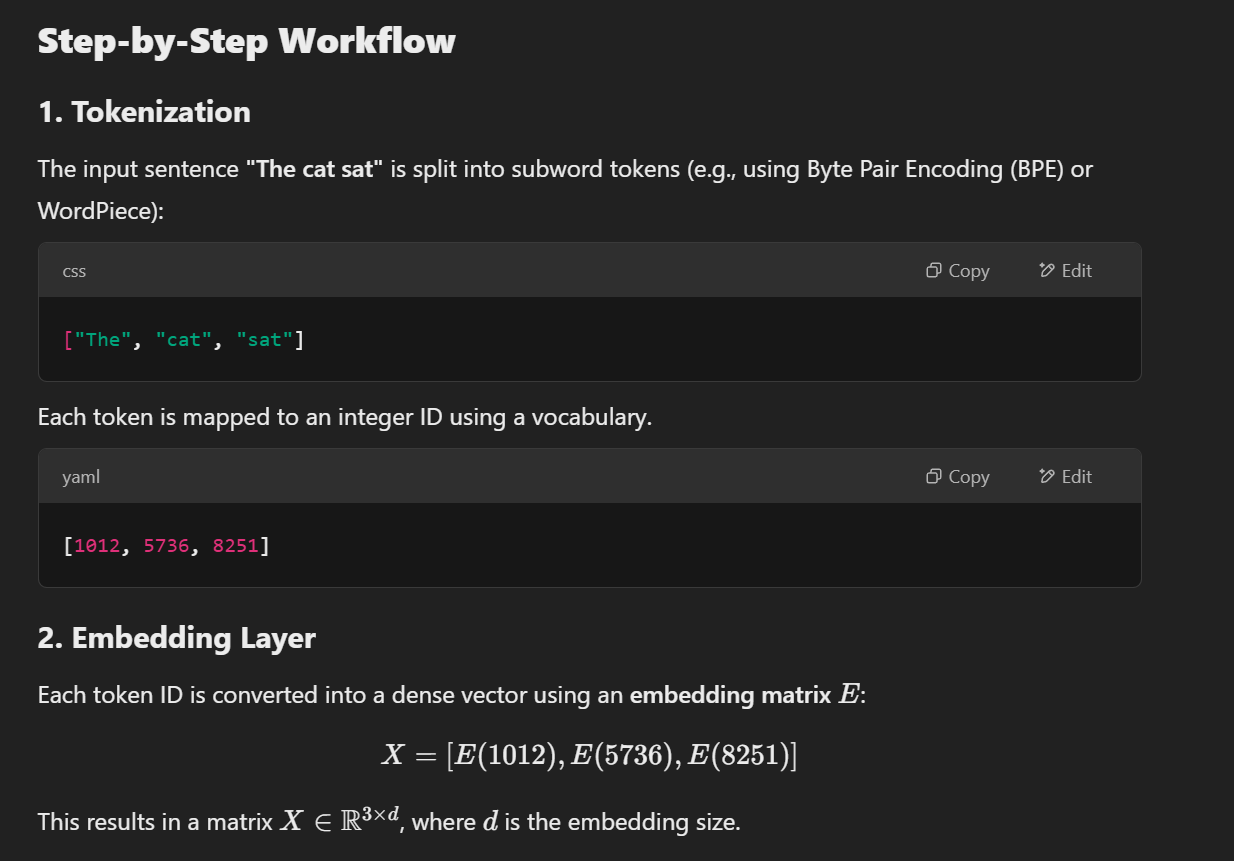 Step-by-Step Workflow
1. Tokenization
The input sentence "The cat sat" is split into subword tokens (e.g., using Byte Pair Encoding (BPE) or
WordPiece):
css Copy Edit
["The", "cat", "sat"]
Each token is mapped to an integer ID using a vocabulary.
yaml Copy Edit
[1012, 5736, 8251]
2. Embedding Layer
Each token ID is converted into a dense vector using an embedding matrix E:
X = [E(1012), E(5736), E(8251)]
This results in a matrix X ∈ ℝ^{3×d}, where d is the embedding size.